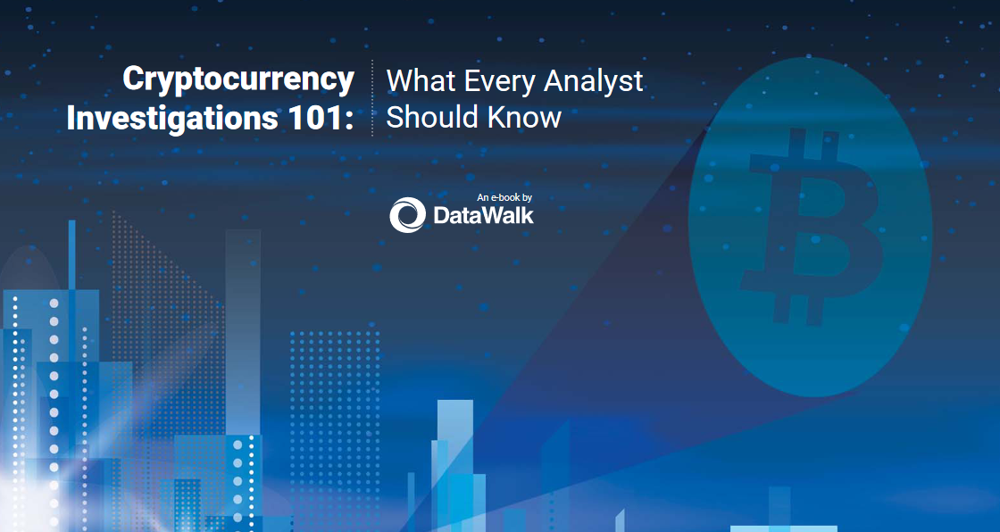 Cryptocurrency
Investigations 101:
What Every Analyst
Should Know
An e-book by
DataWalk